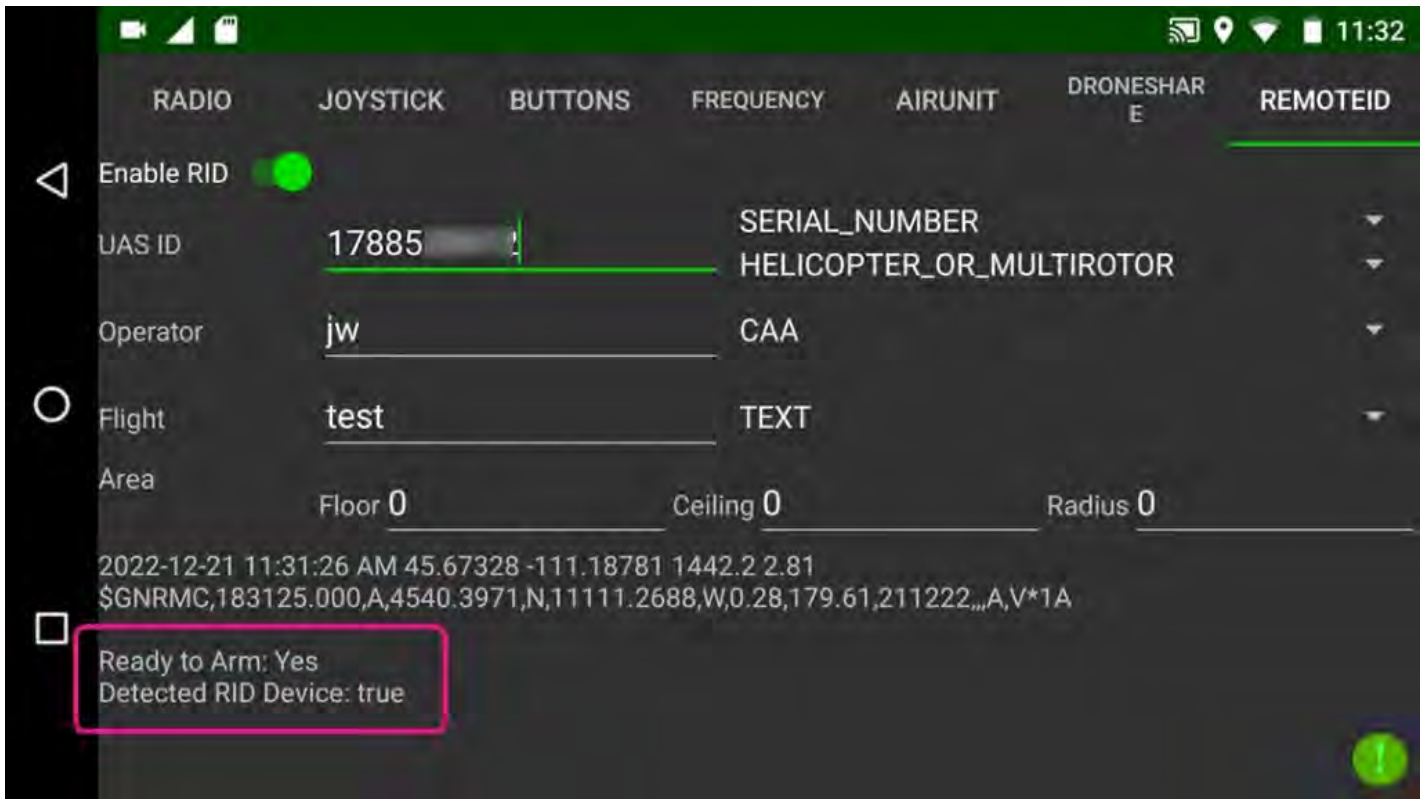 11:32
RADIO JOYSTICK BUTTONS FREQUENCY AIRUNIT DRONESHAR
E REMOTEID
Enable RID
UAS ID 17885 SERIAL_NUMBER
HELICOPTER_OR_MULTIROTOR
Operator jw CAA
Flight test TEXT
Area
Floor 0 Ceiling 0 Radius 0
2022-12-21 11:31:26 AM 45.67328 -111.18781 1442.2 2.81
$GNRMC,183125.000,A,4540.3971,N,11111.2688,W,0.28,179.61,211222,,,A,V*1A
Ready to Arm: Yes
Detected RID Device: true
!